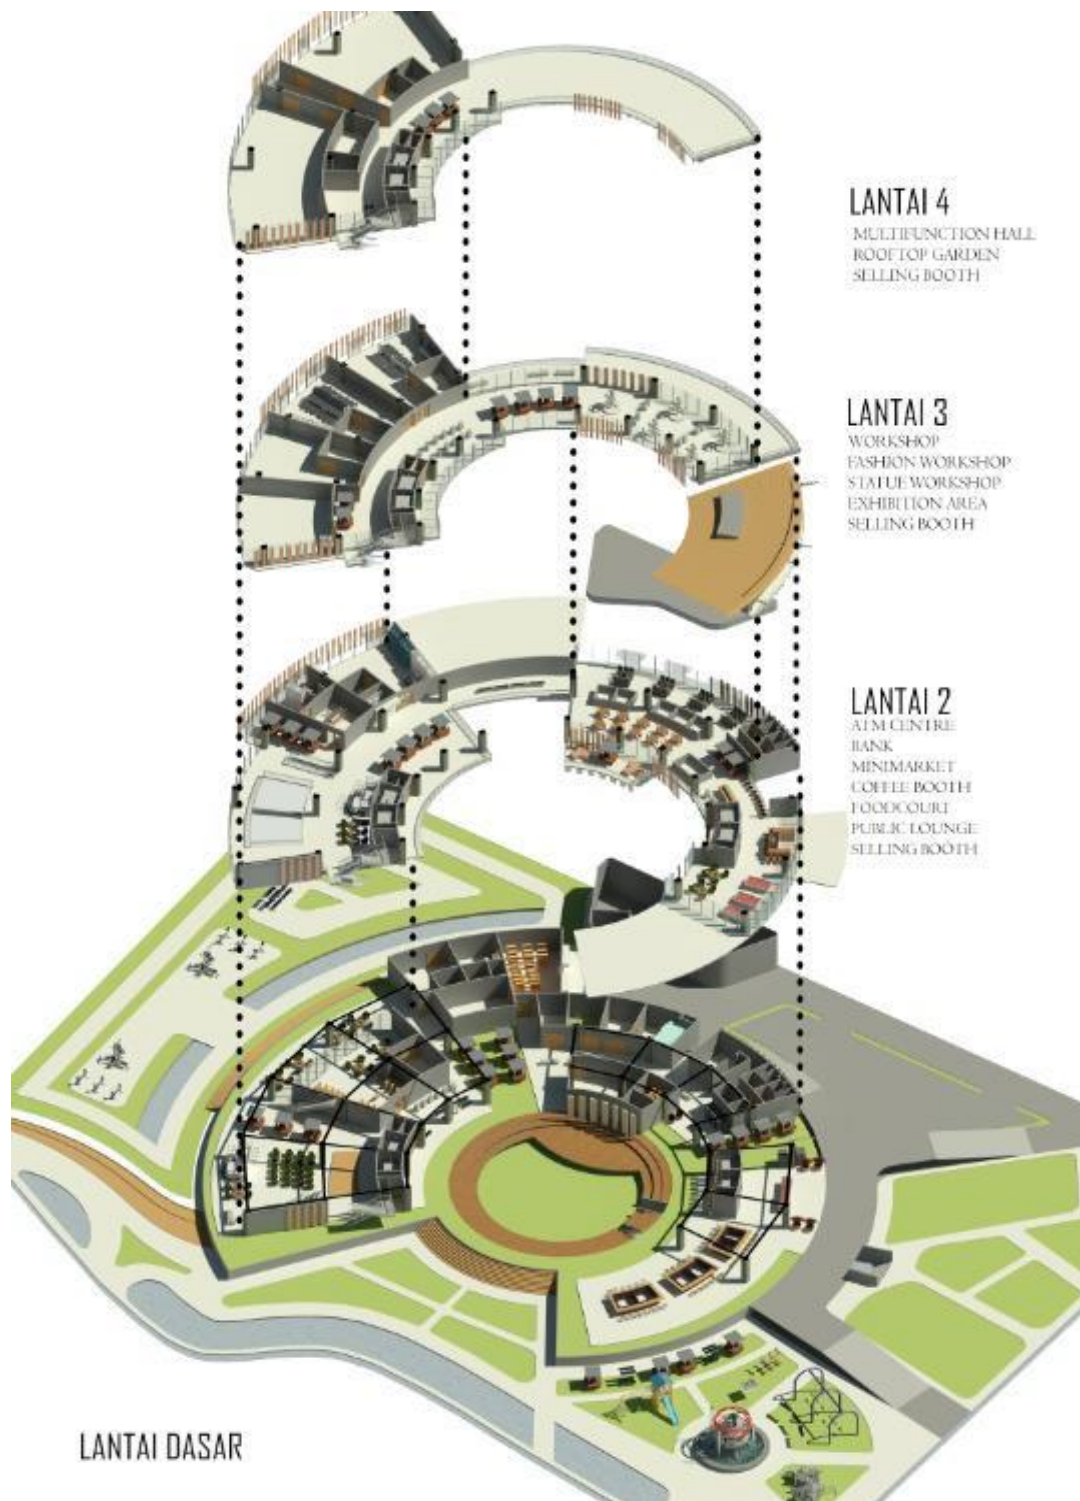 LANTAI 4
MULTIFUNCTION HALL
ROOFTOP GARDEN
SELLING BOOTH
LANTAI 3
WORKSHOP
FASHION WORKSHOP
STATUE WORKSHOP
EXHIBITION AREA
SELLING BOOTH
LANTAI 2
ATM CENTRE
BANK
MINIMARKET
COFFEE BOOTH
FOODCOURT
PUBLIC LOUNGE
SELLING BOOTH
LANTAI DASAR